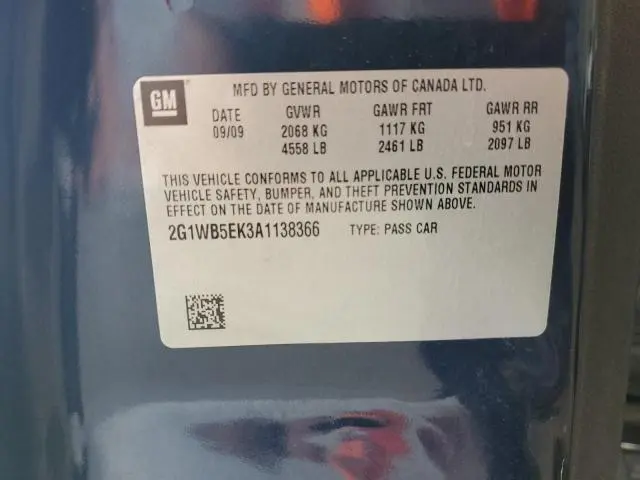 GM
MFD BY GENERAL MOTORS OF CANADA LTD.
DATE GVWR GAWR FRT GAWR RR
09/09 2068 KG 1117 KG 951 KG
4558 LB 2461 LB 2097 LB
THIS VEHICLE CONFORMS TO ALL APPLICABLE U.S. FEDERAL MOTOR
VEHICLE SAFETY, BUMPER, AND THEFT PREVENTION STANDARDS IN
EFFECT ON THE DATE OF MANUFACTURE SHOWN ABOVE.
2G1WB5EK3A1138366 TYPE: PASS CAR